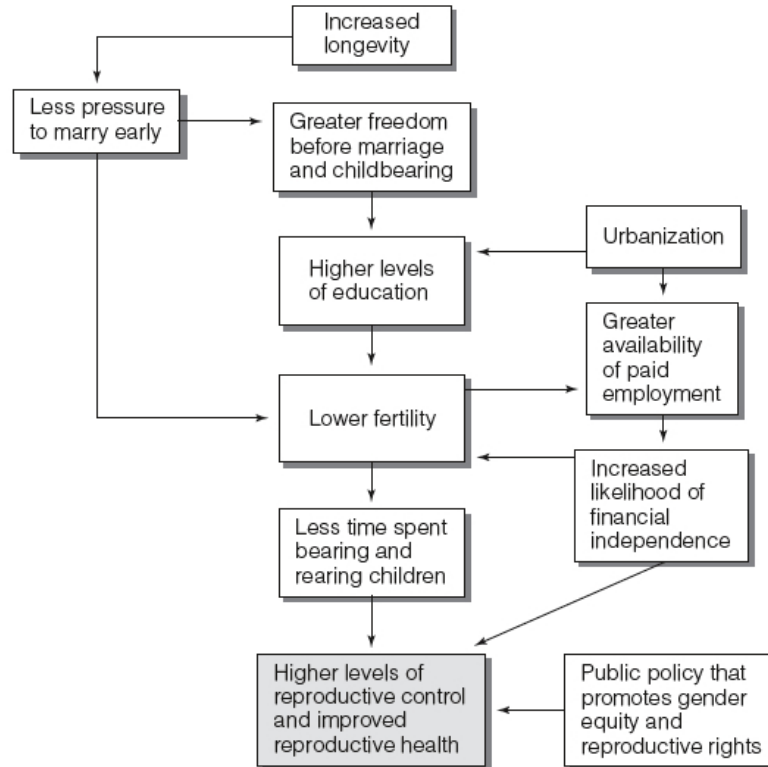 Increased
longevity
Less pressure
to marry early
Greater freedom
before marriage
and childbearing
Urbanization
Higher levels
of education
Greater
availability
of paid
employment
Lower fertility
Increased
likelihood of
financial
independence
Less time spent
bearing and
rearing children
Higher levels of
reproductive control
and improved
reproductive health
Public policy that
promotes gender
equity and
reproductive rights